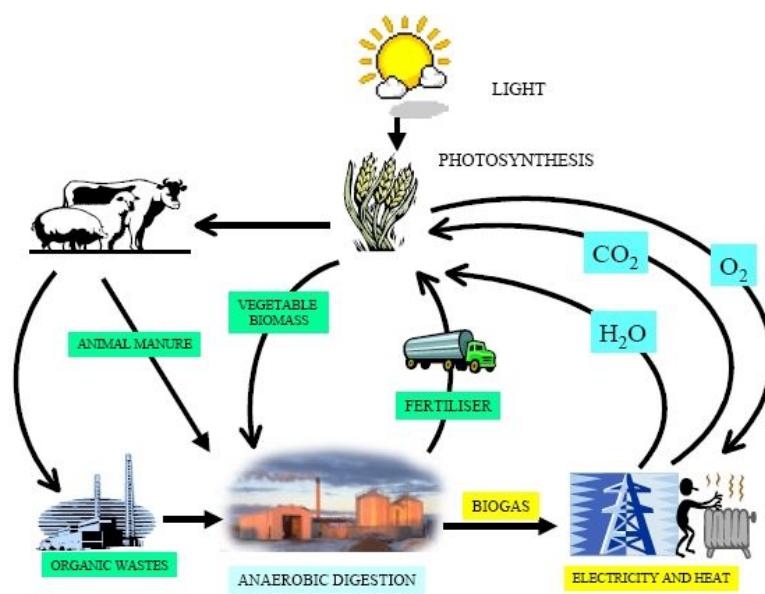 LIGHT
PHOTOSYNTHESIS
CO₂
O₂
VEGETABLE
BIOMASS
H₂O
ANIMAL MANURE
FERTILISER
BIOGAS
ORGANIC WASTES
ANAEROBIC DIGESTION
ELECTRICITY AND HEAT